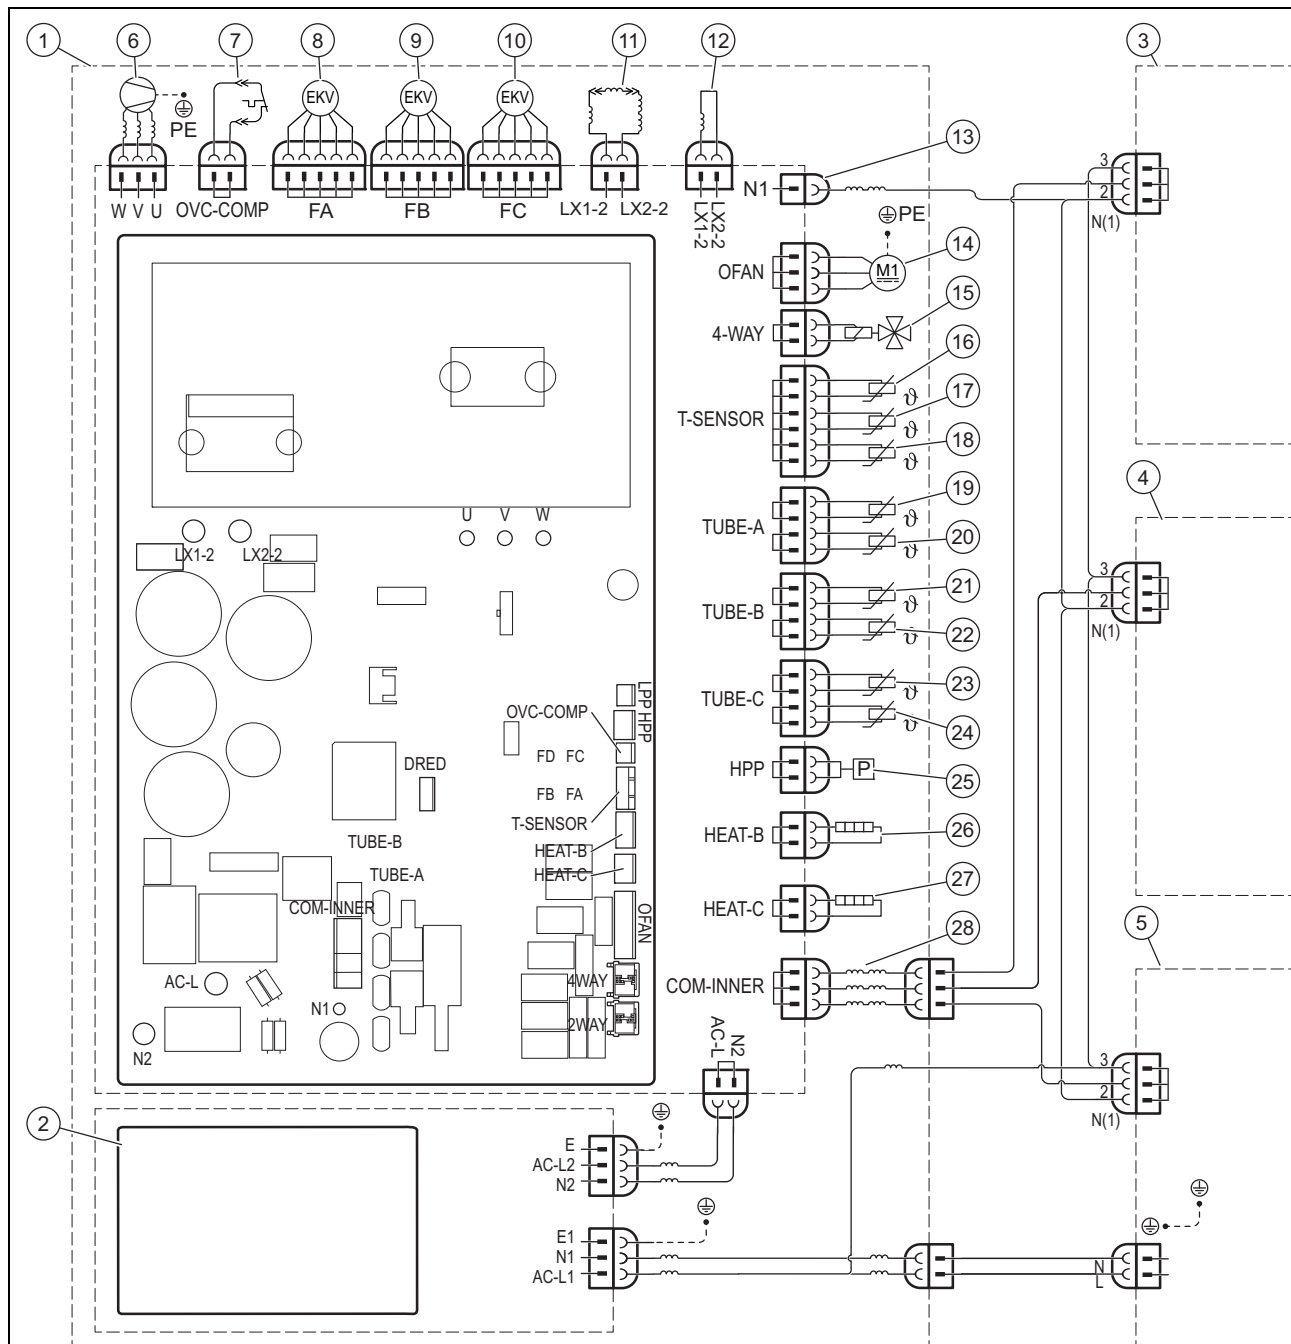 1 6 7 8 9 10 11 12 3
EKV EKV EKV
PE
W V U OVC-COMP FA FB FC LX1-2 LX2-2
LX1-2 LX2-2
N1 13
3
2
N(1)
PE
OFAN M1 14
4-WAY 15
T-SENSOR 16 ϑ
17 ϑ
18 ϑ
4
TUBE-A 19 ϑ
20 ϑ
TUBE-B 21 ϑ
22 ϑ
3
2
N(1)
TUBE-C 23 ϑ
24 ϑ
HPP P 25
HEAT-B 26
HEAT-C 27
28
COM-INNER
5
AC-L N2
3
2
N(1)
U V W
LX1-2 LX2-2
LPP HPP
OVC-COMP
FD FC
DRED
FB FA
T-SENSOR
TUBE-B
HEAT-B
TUBE-A
HEAT-C
COM-INNER
OFAN
AC-L
4WAY
N1
2WAY
N2
2
E
AC-L2
N2
E1
N1
AC-L1
N
L